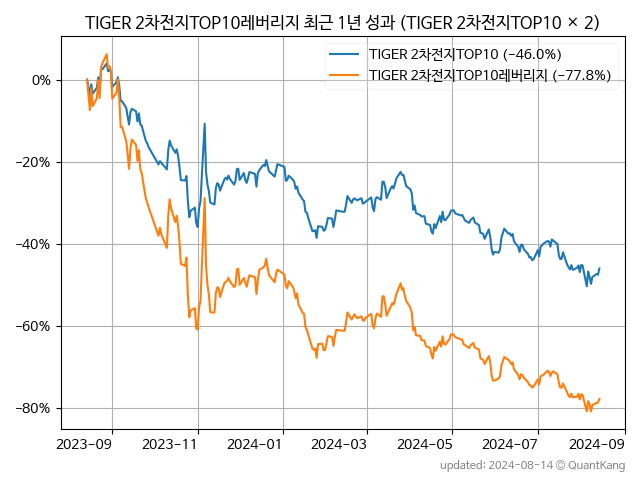 TIGER 2차전지TOP10레버리지 최근 1년 성과 (TIGER 2차전지TOP10 × 2)
TIGER 2차전지TOP10 (−46.0%)
TIGER 2차전지TOP10레버리지 (−77.8%)
0%
−20%
−40%
−60%
−80%
2023-09 2023-11 2024-01 2024-03 2024-05 2024-07 2024-09
updated: 2024-08-14 © QuantKang